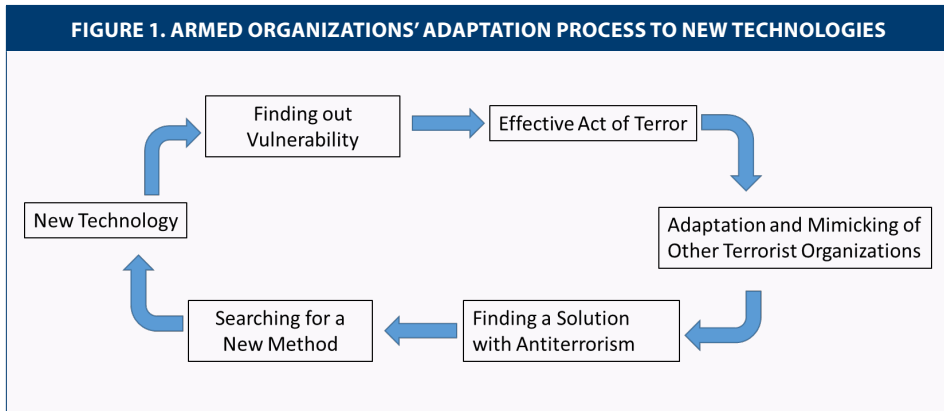 FIGURE 1. ARMED ORGANIZATIONS’ ADAPTATION PROCESS TO NEW TECHNOLOGIES
Finding out
Vulnerability
Effective Act of Terror
New Technology
Adaptation and Mimicking of
Other Terrorist Organizations
Searching for a
New Method
Finding a Solution
with Antiterrorism